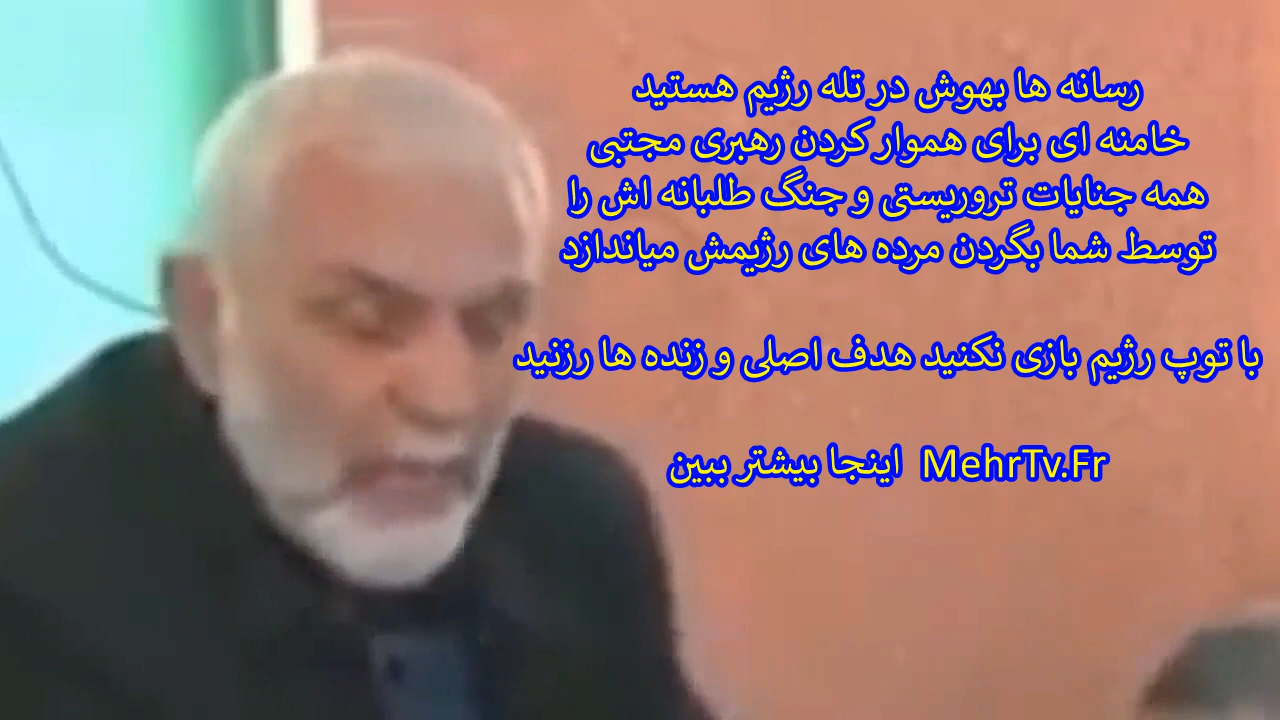 رسانه ها بهوش در تله رژیم هستید
خامنه ای برای هموار کردن رهبری مجتبی
همه جنایات تروریستی و جنگ طلبانه اش را
توسط شما بگردن مرده های رژیمش میاندازد
با توپ رژیم بازی نکنید هدف اصلی و زنده ها رزنید
اینجا بیشتر ببین MehrTv.Fr